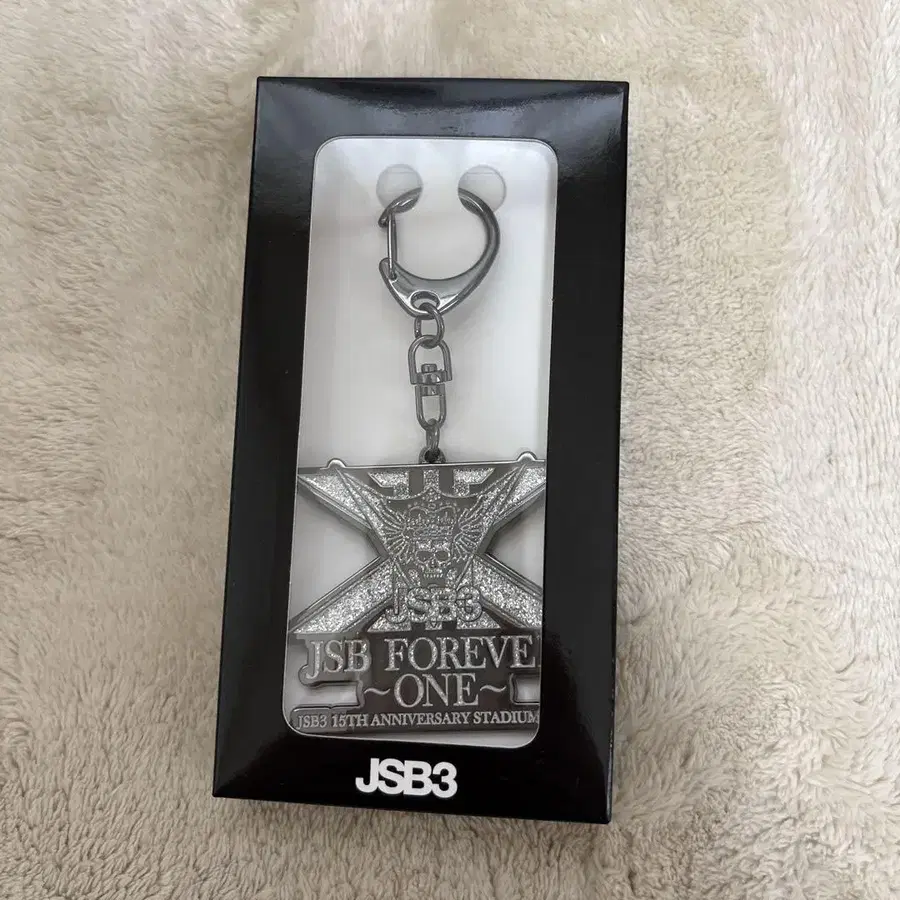 JSB3
JSB FOREVE
~ONE~
JSB3 15TH ANNIVERSARY STADIUM
JSB3